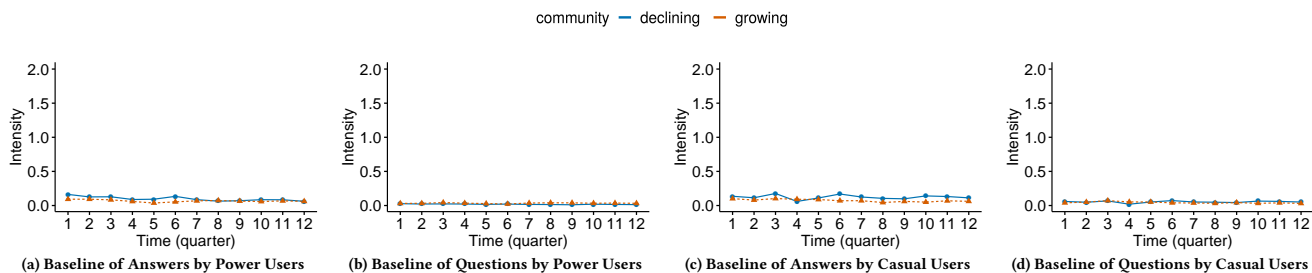 community declining growing
2.0
1.5
1.0
0.5
0.0
Intensity
1 2 3 4 5 6 7 8 9 10 11 12
Time (quarter)
(a) Baseline of Answers by Power Users
2.0
1.5
1.0
0.5
0.0
Intensity
1 2 3 4 5 6 7 8 9 10 11 12
Time (quarter)
(b) Baseline of Questions by Power Users
2.0
1.5
1.0
0.5
0.0
Intensity
1 2 3 4 5 6 7 8 9 10 11 12
Time (quarter)
(c) Baseline of Answers by Casual Users
2.0
1.5
1.0
0.5
0.0
Intensity
1 2 3 4 5 6 7 8 9 10 11 12
Time (quarter)
(d) Baseline of Questions by Casual Users